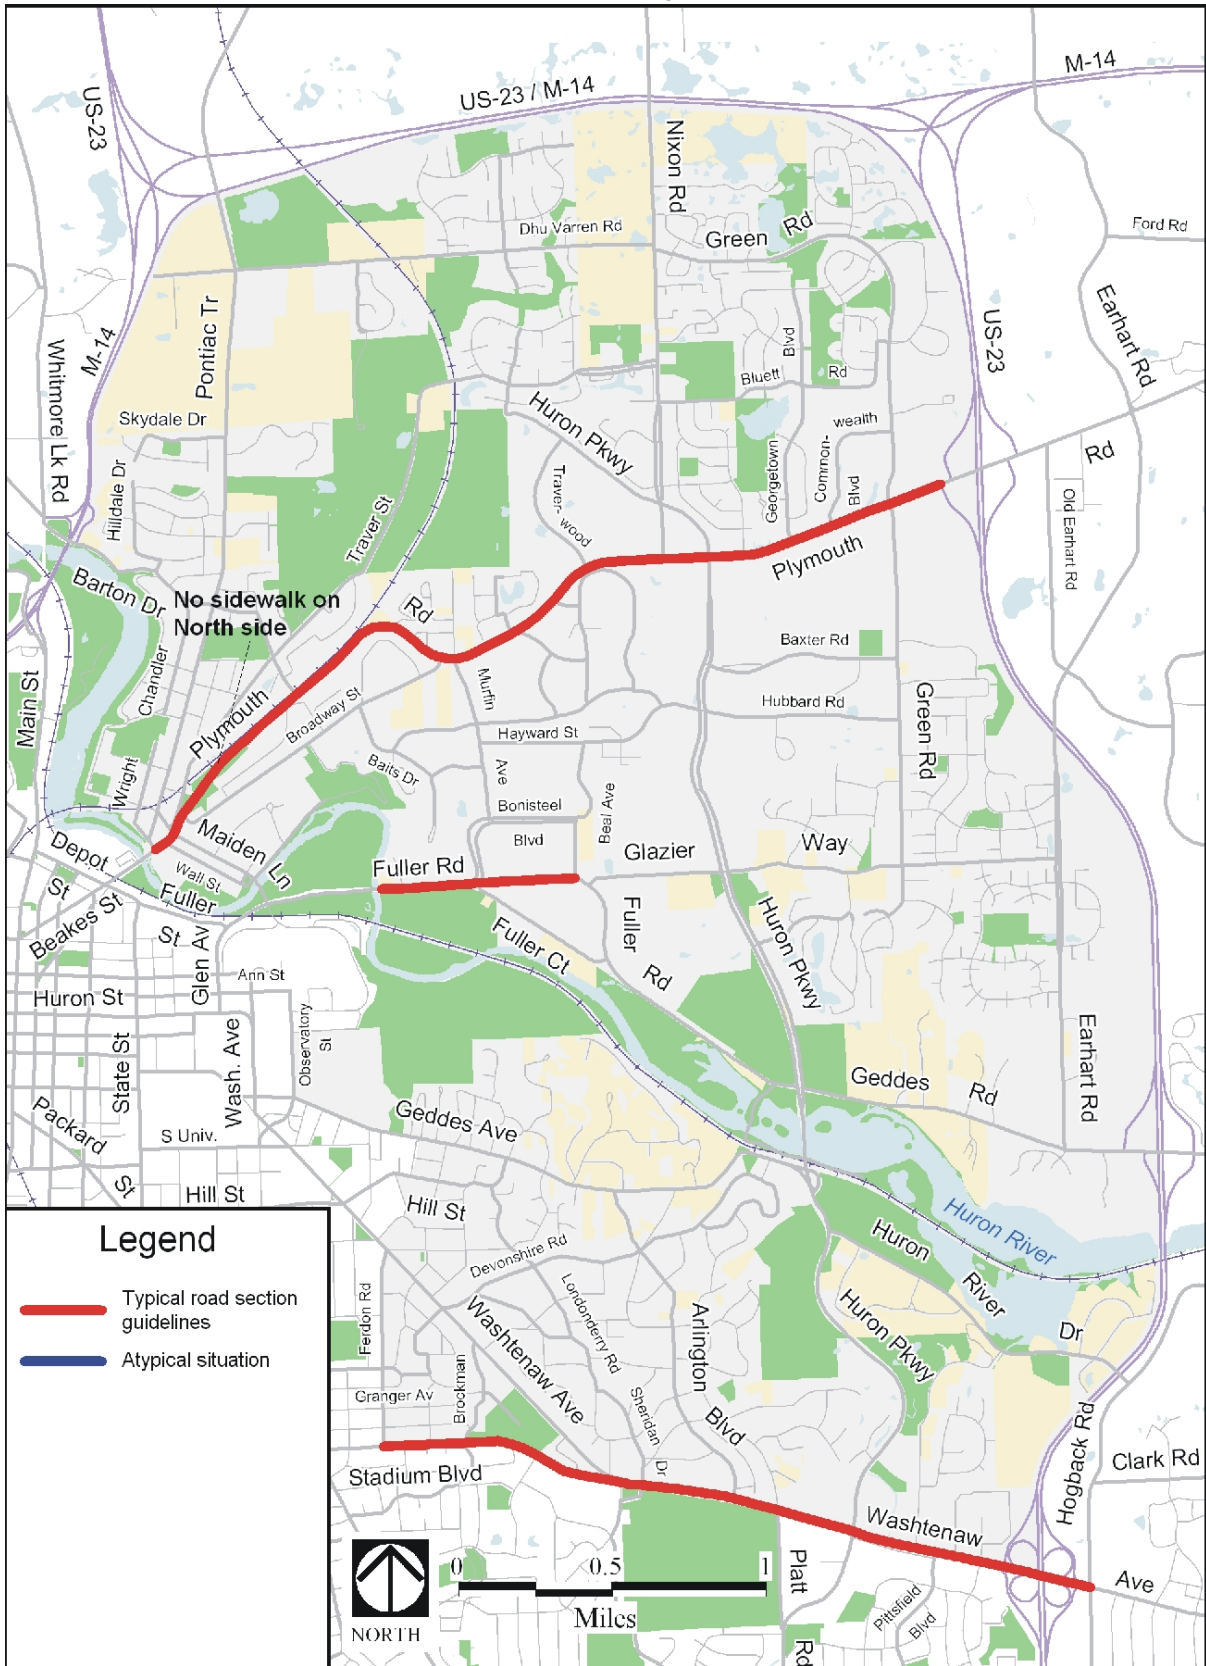 US-23 / M-14
M-14
US-23
Nixon Rd
Dhu Varren Rd
Green Rd
Ford Rd
Pontiac Tr
M-14
Whitmore Lk Rd
US-23
Earhart Rd
Blvd
Bluett Rd
Skydale Dr
Huron Pkwy
Georgetown
Common-
wealth
Blvd
Rd
Hilldale Dr
Traver St
Traver-
wood
Old Earhart Rd
Plymouth
Barton Dr
No sidewalk on
North side
Rd
Baxter Rd
Chandler
Main St
Plymouth
Broadway St
Murfin
Ave
Hubbard Rd
Green Rd
Hayward St
Baits Dr
Wright
Bonisteel
Blvd
Beal Ave
Maiden Ln
Depot
St
Wall St
Fuller Rd
Glazier Way
Fuller
St
Beakes St
Glen Av
Fuller Ct
Fuller
Rd
Huron Pkwy
Ann St
Huron St
Observatory
St
State St
Wash. Ave
Earhart Rd
Geddes Rd
Packard
St
Geddes Ave
S Univ.
Hill St
Hill St
Huron River
Huron
River
Dr
Devonshire Rd
Legend
Typical road section
guidelines
Atypical situation
Ferdon Rd
Londonderry Rd
Arlington
Blvd
Huron Pkwy
Washtenaw Ave
Brockman
Granger Av
Sheridan
Dr
Hogback Rd
Clark Rd
Stadium Blvd
Washtenaw
Ave
Platt
Rd
Pittsfield
Blvd
0 0.5 1
Miles
NORTH